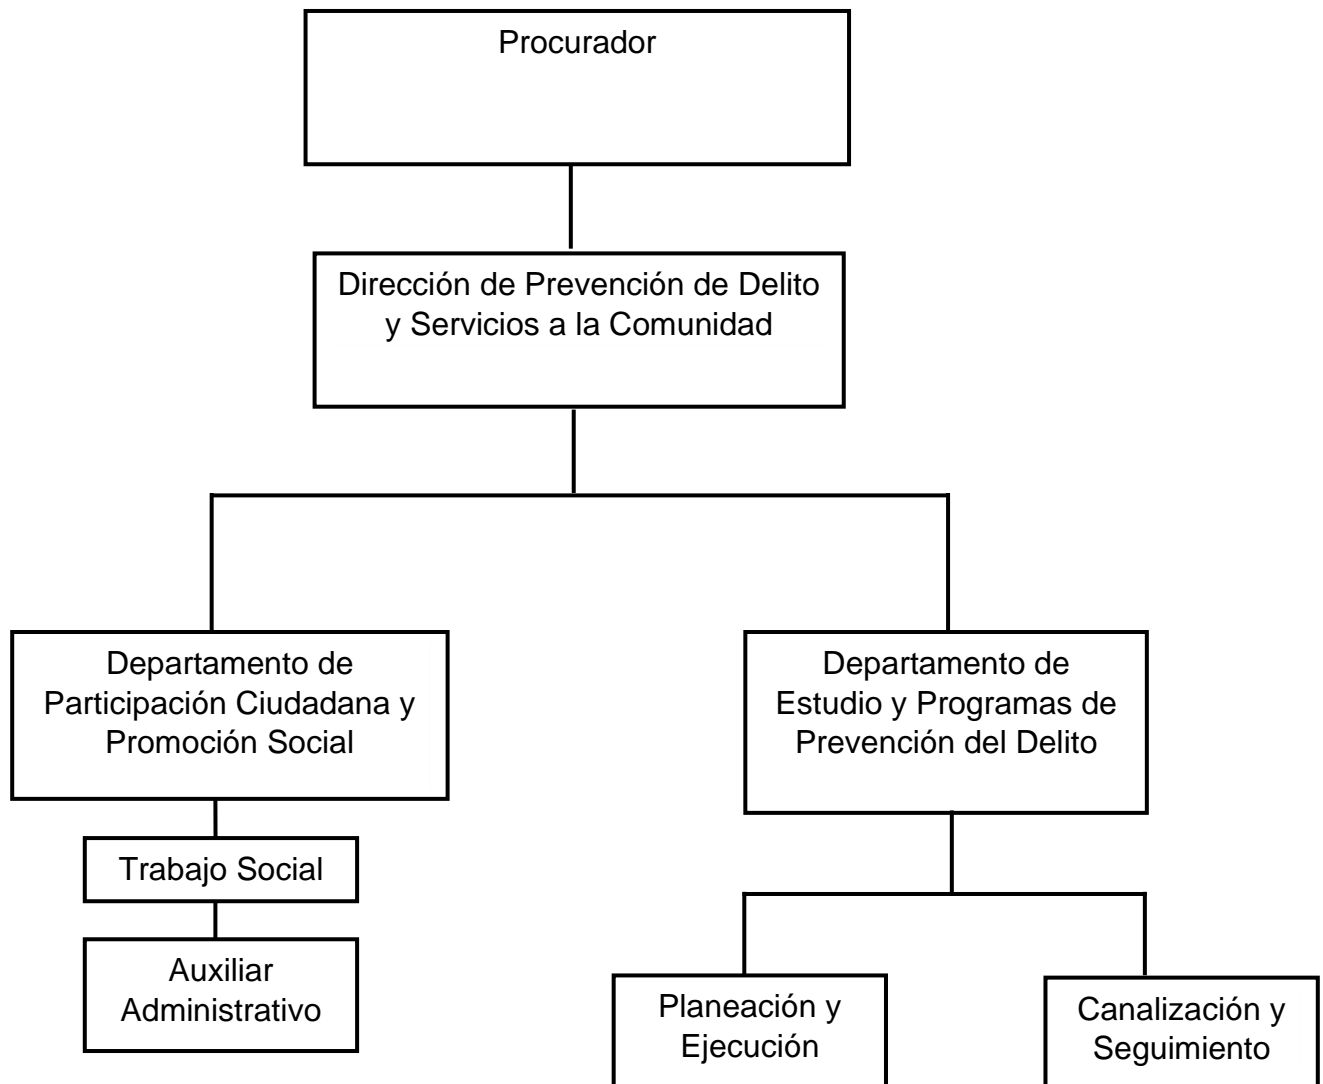 Procurador
Dirección de Prevención de Delito
y Servicios a la Comunidad
Departamento de
Participación Ciudadana y
Promoción Social
Departamento de
Estudio y Programas de
Prevención del Delito
Trabajo Social
Auxiliar
Administrativo
Planeación y
Ejecución
Canalización y
Seguimiento